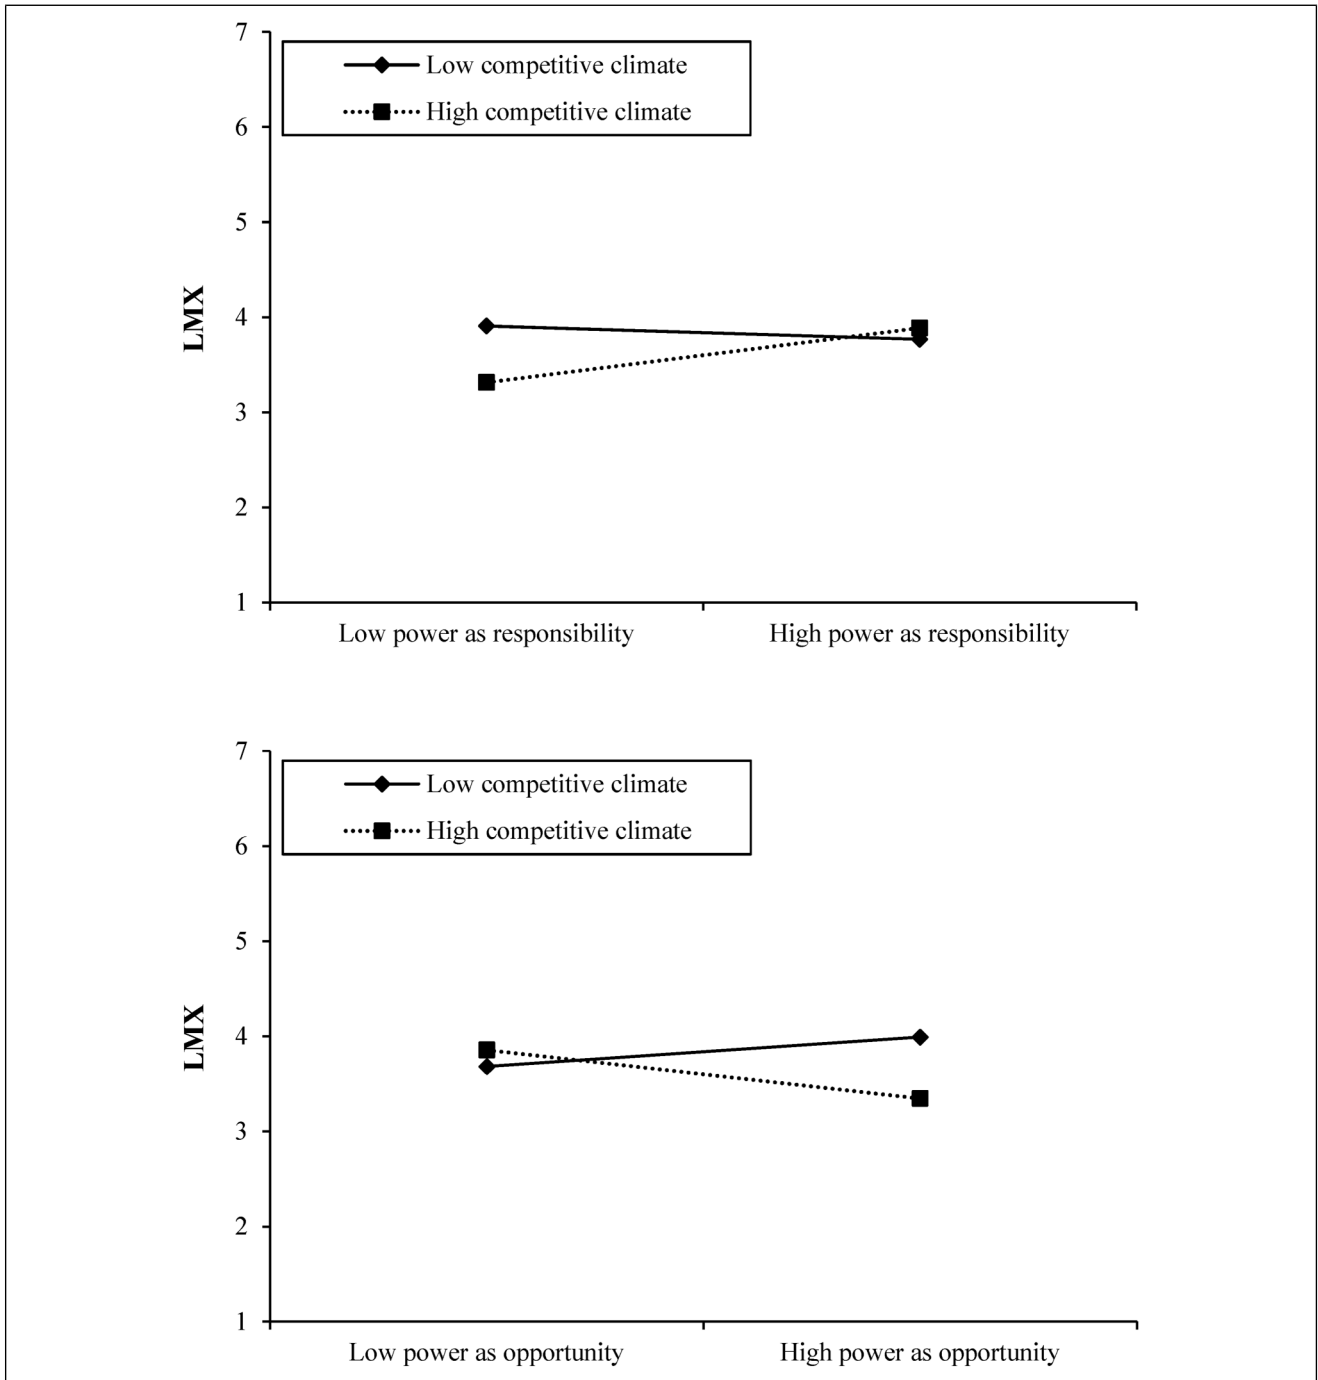 7
Low competitive climate
High competitive climate
6
5
4
LMX
3
2
1
Low power as responsibility
High power as responsibility
7
Low competitive climate
High competitive climate
6
5
4
LMX
3
2
1
Low power as opportunity
High power as opportunity